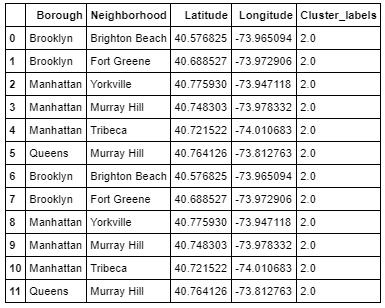 Borough Neighborhood Latitude Longitude Cluster_labels
0 Brooklyn Brighton Beach 40.576825 -73.965094 2.0
1 Brooklyn Fort Greene 40.688527 -73.972906 2.0
2 Manhattan Yorkville 40.775930 -73.947118 2.0
3 Manhattan Murray Hill 40.748303 -73.978332 2.0
4 Manhattan Tribeca 40.721522 -74.010683 2.0
5 Queens Murray Hill 40.764126 -73.812763 2.0
6 Brooklyn Brighton Beach 40.576825 -73.965094 2.0
7 Brooklyn Fort Greene 40.688527 -73.972906 2.0
8 Manhattan Yorkville 40.775930 -73.947118 2.0
9 Manhattan Murray Hill 40.748303 -73.978332 2.0
10 Manhattan Tribeca 40.721522 -74.010683 2.0
11 Queens Murray Hill 40.764126 -73.812763 2.0